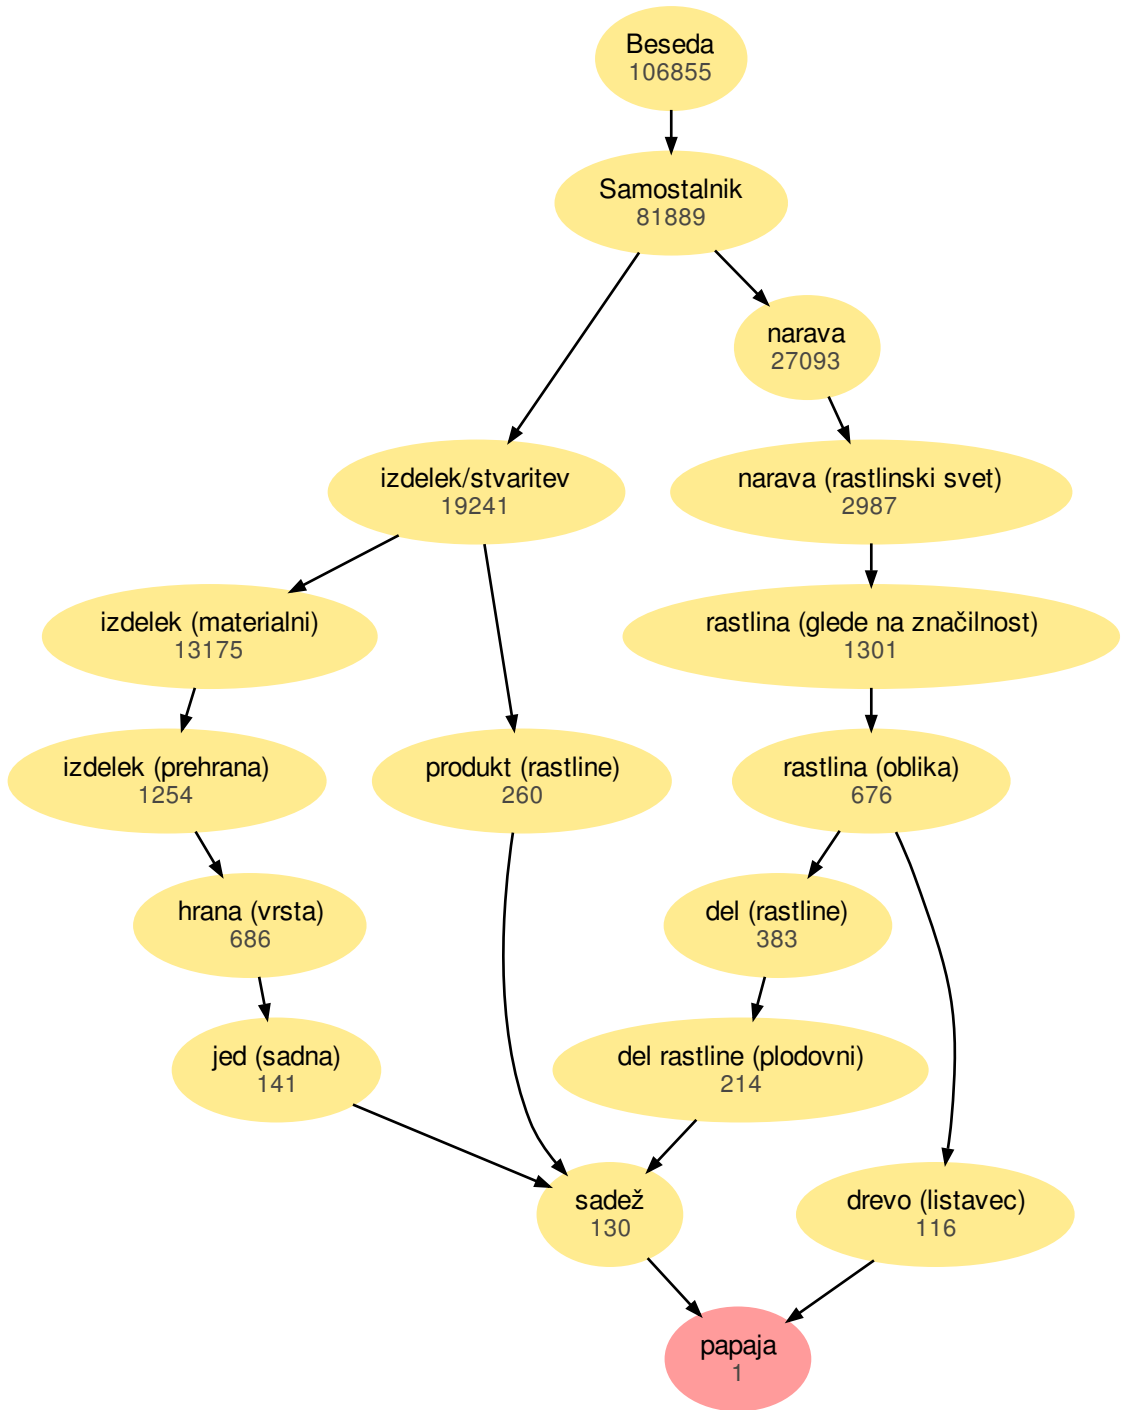 Beseda
106855
Samostalnik
81889
narava
27093
izdelek/stvaritev
19241
narava (rastlinski svet)
2987
izdelek (materialni)
13175
rastlina (glede na značilnost)
1301
izdelek (prehrana)
1254
produkt (rastline)
260
rastlina (oblika)
676
hrana (vrsta)
686
del (rastline)
383
jed (sadna)
141
del rastline (plodovni)
214
sadež
130
drevo (listavec)
116
papaja
1